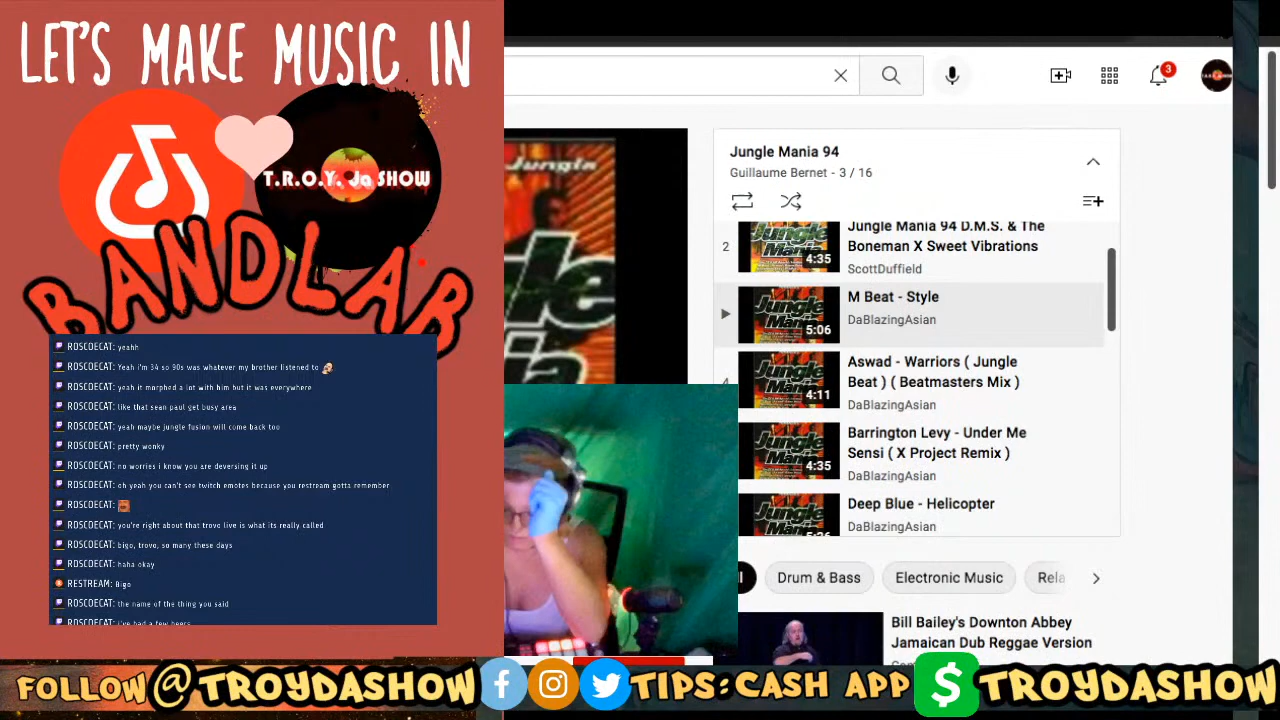 LET'S MAKE MUSIC IN
T.R.O.Y. Da SHOW
BANDLAB
ROSCOECAT: yeahh
ROSCOECAT: Yeah i'm 34 so 90s was whatever my brother listened to
ROSCOECAT: yeah it morphed a lot with him but it was everywhere
ROSCOECAT: like that sean paul get busy area
ROSCOECAT: yeah maybe jungle fusion will come back too
ROSCOECAT: pretty wonky
ROSCOECAT: no worries i know you are deversing it up
ROSCOECAT: oh yeah you can't see twitch emotes because you restream gotta remember
ROSCOECAT:
ROSCOECAT: you're right about that trovo live is what its really called
ROSCOECAT: bigo, trovo, so many these days
ROSCOECAT: haha okay
RESTREAM: Bigo
ROSCOECAT: the name of the thing you said
ROSCOECAT: i've had a few beers
3
Jungle
Jungle Mania 94
Guillaume Bernet - 3 / 16
2
4:35
Jungle Mania 94 D.M.S. & The
Boneman X Sweet Vibrations
ScottDuffield
5:06
M Beat - Style
DaBlazingAsian
4
4:11
Aswad - Warriors ( Jungle
Beat ) ( Beatmasters Mix )
DaBlazingAsian
4:35
Barrington Levy - Under Me
Sensi ( X Project Remix )
DaBlazingAsian
Deep Blue - Helicopter
DaBlazingAsian
Drum & Bass
Electronic Music
Rela
Bill Bailey's Downton Abbey
Jamaican Dub Reggae Version
FOLLOW @TROYDASHOW
TIPS:CASH APP $ TROYDASHOW